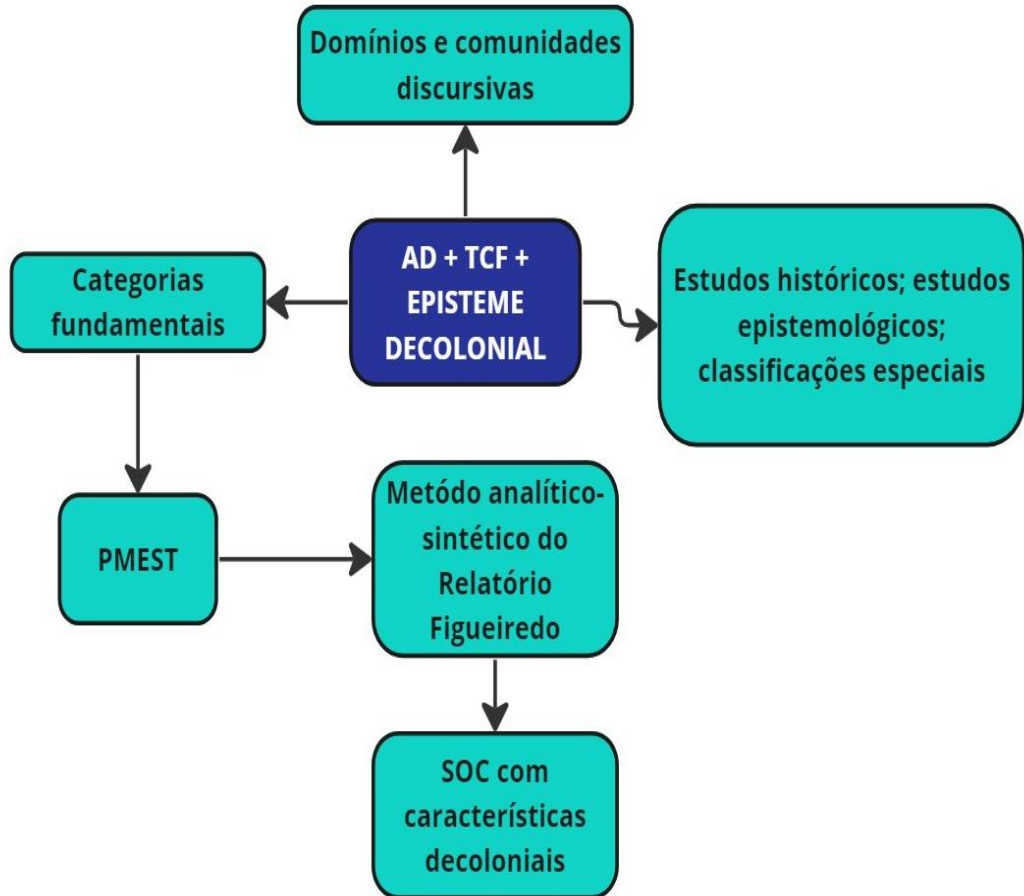 Domínios e comunidades
discursivas
AD + TCF +
EPISTEME
DECOLONIAL
Categorias
fundamentais
Estudos históricos; estudos
epistemológicos;
classificações especiais
PMEST
Metódo analítico-
sintético do
Relatório
Figueiredo
SOC com
características
decoloniais